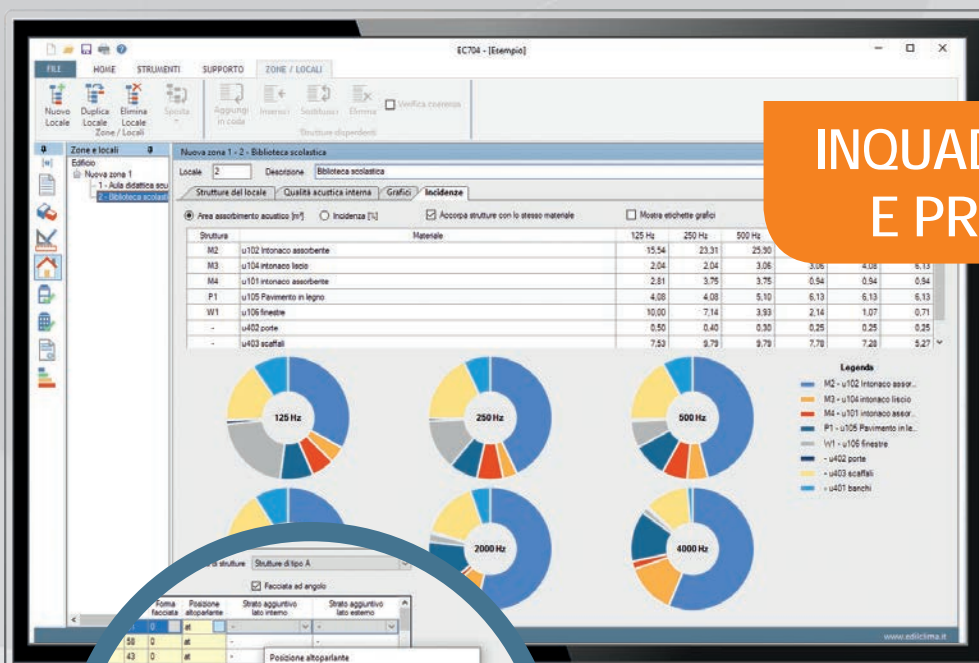 EC704 - [Esempio]
FILE HOME STRUMENTI SUPPORTO ZONE / LOCALI
Nuovo Locale
Duplica Locale
Elimina Locale
Sposta
Zone / Locali
Aggiungi in coda
Inserisci
Sostituisci
Elimina
Verifica coerenza
Strutture disperdenti
INQUAD
E PR
Zone e locali
Edificio
Nuova zona 1
1 - Aula didattica scu
2 - Biblioteca scolast
Nuova zona 1 - 2 - Biblioteca scolastica
Locale 2 Descrizione Biblioteca scolastica
Strutture del locale Qualità acustica interna Grafici Incidenze
Area assorbimento acustico [m²] Incidenza [%] Accorpa strutture con lo stesso materiale Mostra etichette grafici
Struttura Materiale 125 Hz 250 Hz 500 Hz
M2 u102 Intonaco assorbente 15,54 23,31 25,90
M3 u104 intonaco liscio 2,04 2,04 3,06 3,06 4,08 6,13
M4 u101 intonaco assorbente 2,81 3,75 3,75 0,94 0,94 0,94
P1 u105 Pavimento in legno 4,08 4,08 5,10 6,13 6,13 6,13
W1 u106 finestre 10,00 7,14 3,93 2,14 1,07 0,71
- u402 porte 0,50 0,40 0,30 0,25 0,25 0,25
- u403 scaffali 7,53 9,79 9,79 7,78 7,28 5,27
125 Hz
250 Hz
500 Hz
2000 Hz
4000 Hz
Legenda
M2 - u102 Intonaco assor...
M3 - u104 intonaco liscio
M4 - u101 intonaco assor...
P1 - u105 Pavimento in le...
W1 - u106 finestre
- u402 porte
- u403 scaffali
- u401 banchi
di strutture Strutture di tipo A
Facciata ad angolo
Forma facciata
Posizione altoparlante
Strato aggiuntivo lato interno
Strato aggiuntivo lato esterno
0 at - -
58 0 at - -
43 0 at -
Posizione altoparlante
www.edilclima.it